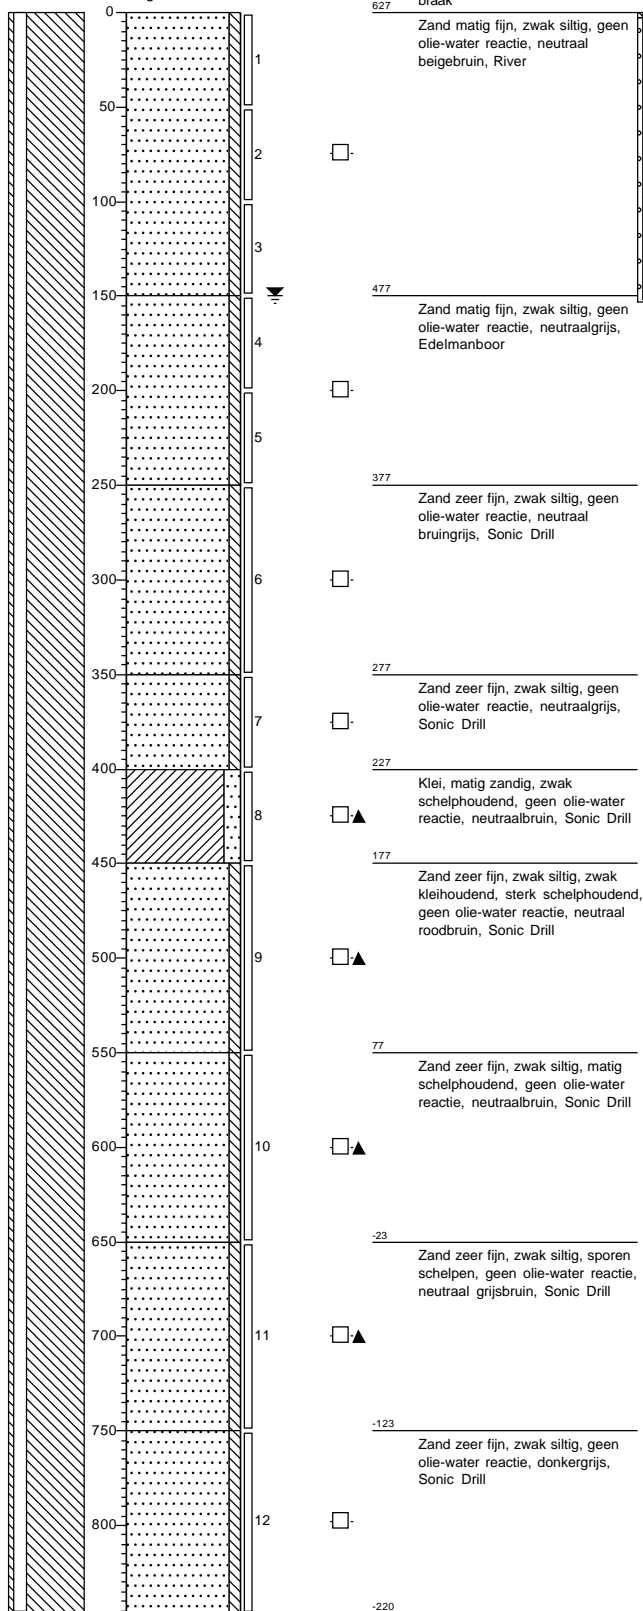 braak
627
0
Zand matig fijn, zwak siltig, geen
olie-water reactie, neutraal
beigebruin, River
1
50
2
100
3
477
150
Zand matig fijn, zwak siltig, geen
olie-water reactie, neutraalgrijs,
Edelmanboor
4
200
5
377
250
Zand zeer fijn, zwak siltig, geen
olie-water reactie, neutraal
bruingrijs, Sonic Drill
300
6
277
350
Zand zeer fijn, zwak siltig, geen
olie-water reactie, neutraalgrijs,
Sonic Drill
7
227
400
Klei, matig zandig, zwak
schelphoudend, geen olie-water
reactie, neutraalbruin, Sonic Drill
8
177
450
Zand zeer fijn, zwak siltig, zwak
kleihoudend, sterk schelphoudend,
geen olie-water reactie, neutraal
roodbruin, Sonic Drill
500
9
77
550
Zand zeer fijn, zwak siltig, matig
schelphoudend, geen olie-water
reactie, neutraalbruin, Sonic Drill
600
10
-23
650
Zand zeer fijn, zwak siltig, sporen
schelpen, geen olie-water reactie,
neutraal grijsbruin, Sonic Drill
700
11
-123
750
Zand zeer fijn, zwak siltig, geen
olie-water reactie, donkergrijs,
Sonic Drill
800
12
-220